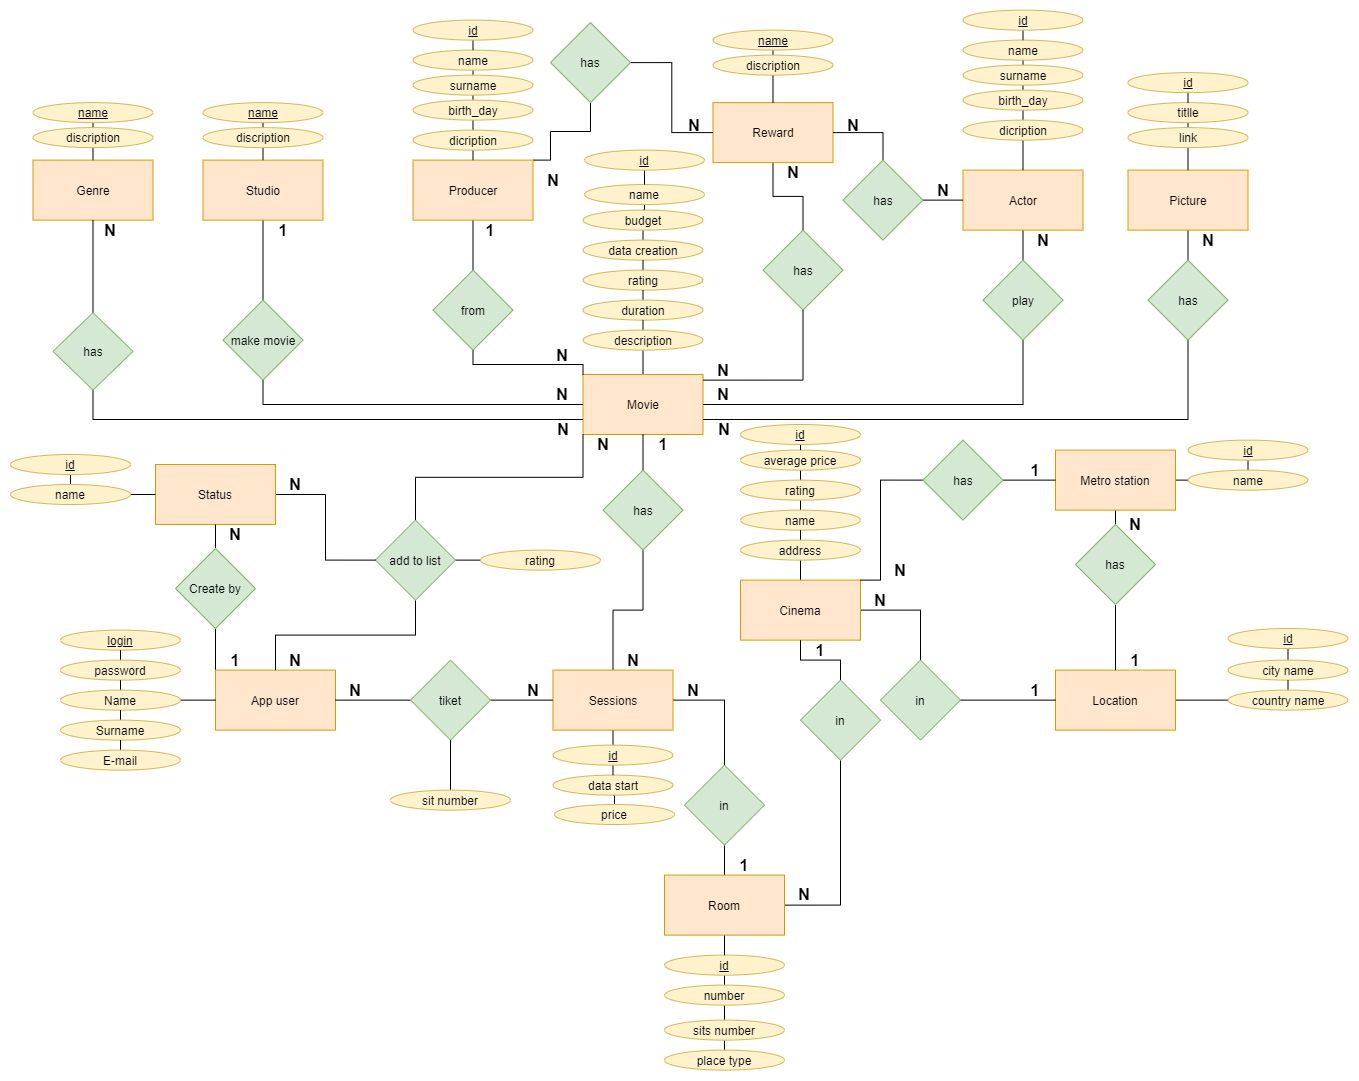 id
name
surname
birth_day
dicription
Producer
has
N
N
name
discription
Reward
N
N
has
N
id
name
surname
birth_day
dicription
Actor
N
id
titlle
link
Picture
N
name
discription
Genre
N
name
discription
Studio
1
1
id
name
budget
data creation
rating
duration
description
has
make movie
from
has
play
has
N
N
N
Movie
N
N
N
N
1
id
name
Status
N
N
Create by
1
add to list
rating
N
has
N
id
average price
rating
name
address
Cinema
N
N
1
has
1
Metro station
id
name
N
has
1
login
password
Name
Surname
E-mail
App user
N
tiket
sit number
N
Sessions
N
id
data start
price
in
1
in
in
1
Location
id
city name
country name
Room
N
id
number
sits number
place type